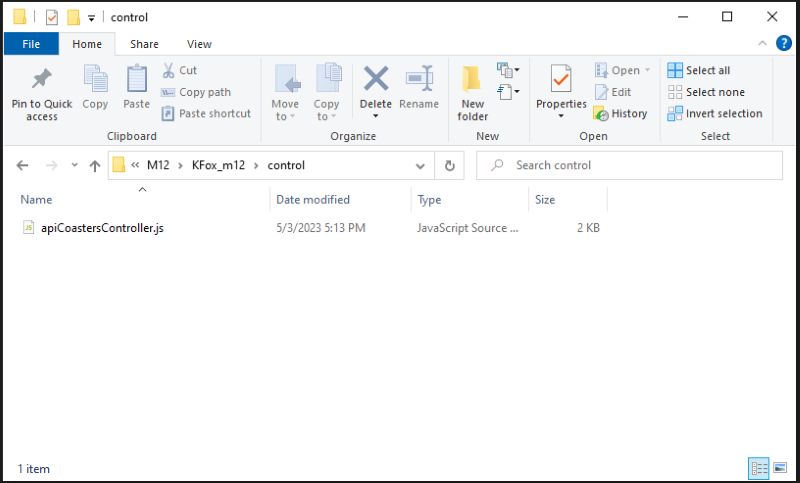 control
File Home Share View
Pin to Quick access
Copy
Paste
Cut
Copy path
Paste shortcut
Clipboard
Move to
Copy to
Delete
Rename
Organize
New folder
New
Properties
Open
Edit
History
Open
Select all
Select none
Invert selection
Select
« M12 > KFox_m12 > control
Search control
Name Date modified Type Size
JS apiCoastersController.js 5/3/2023 5:13 PM JavaScript Source ... 2 KB
1 item